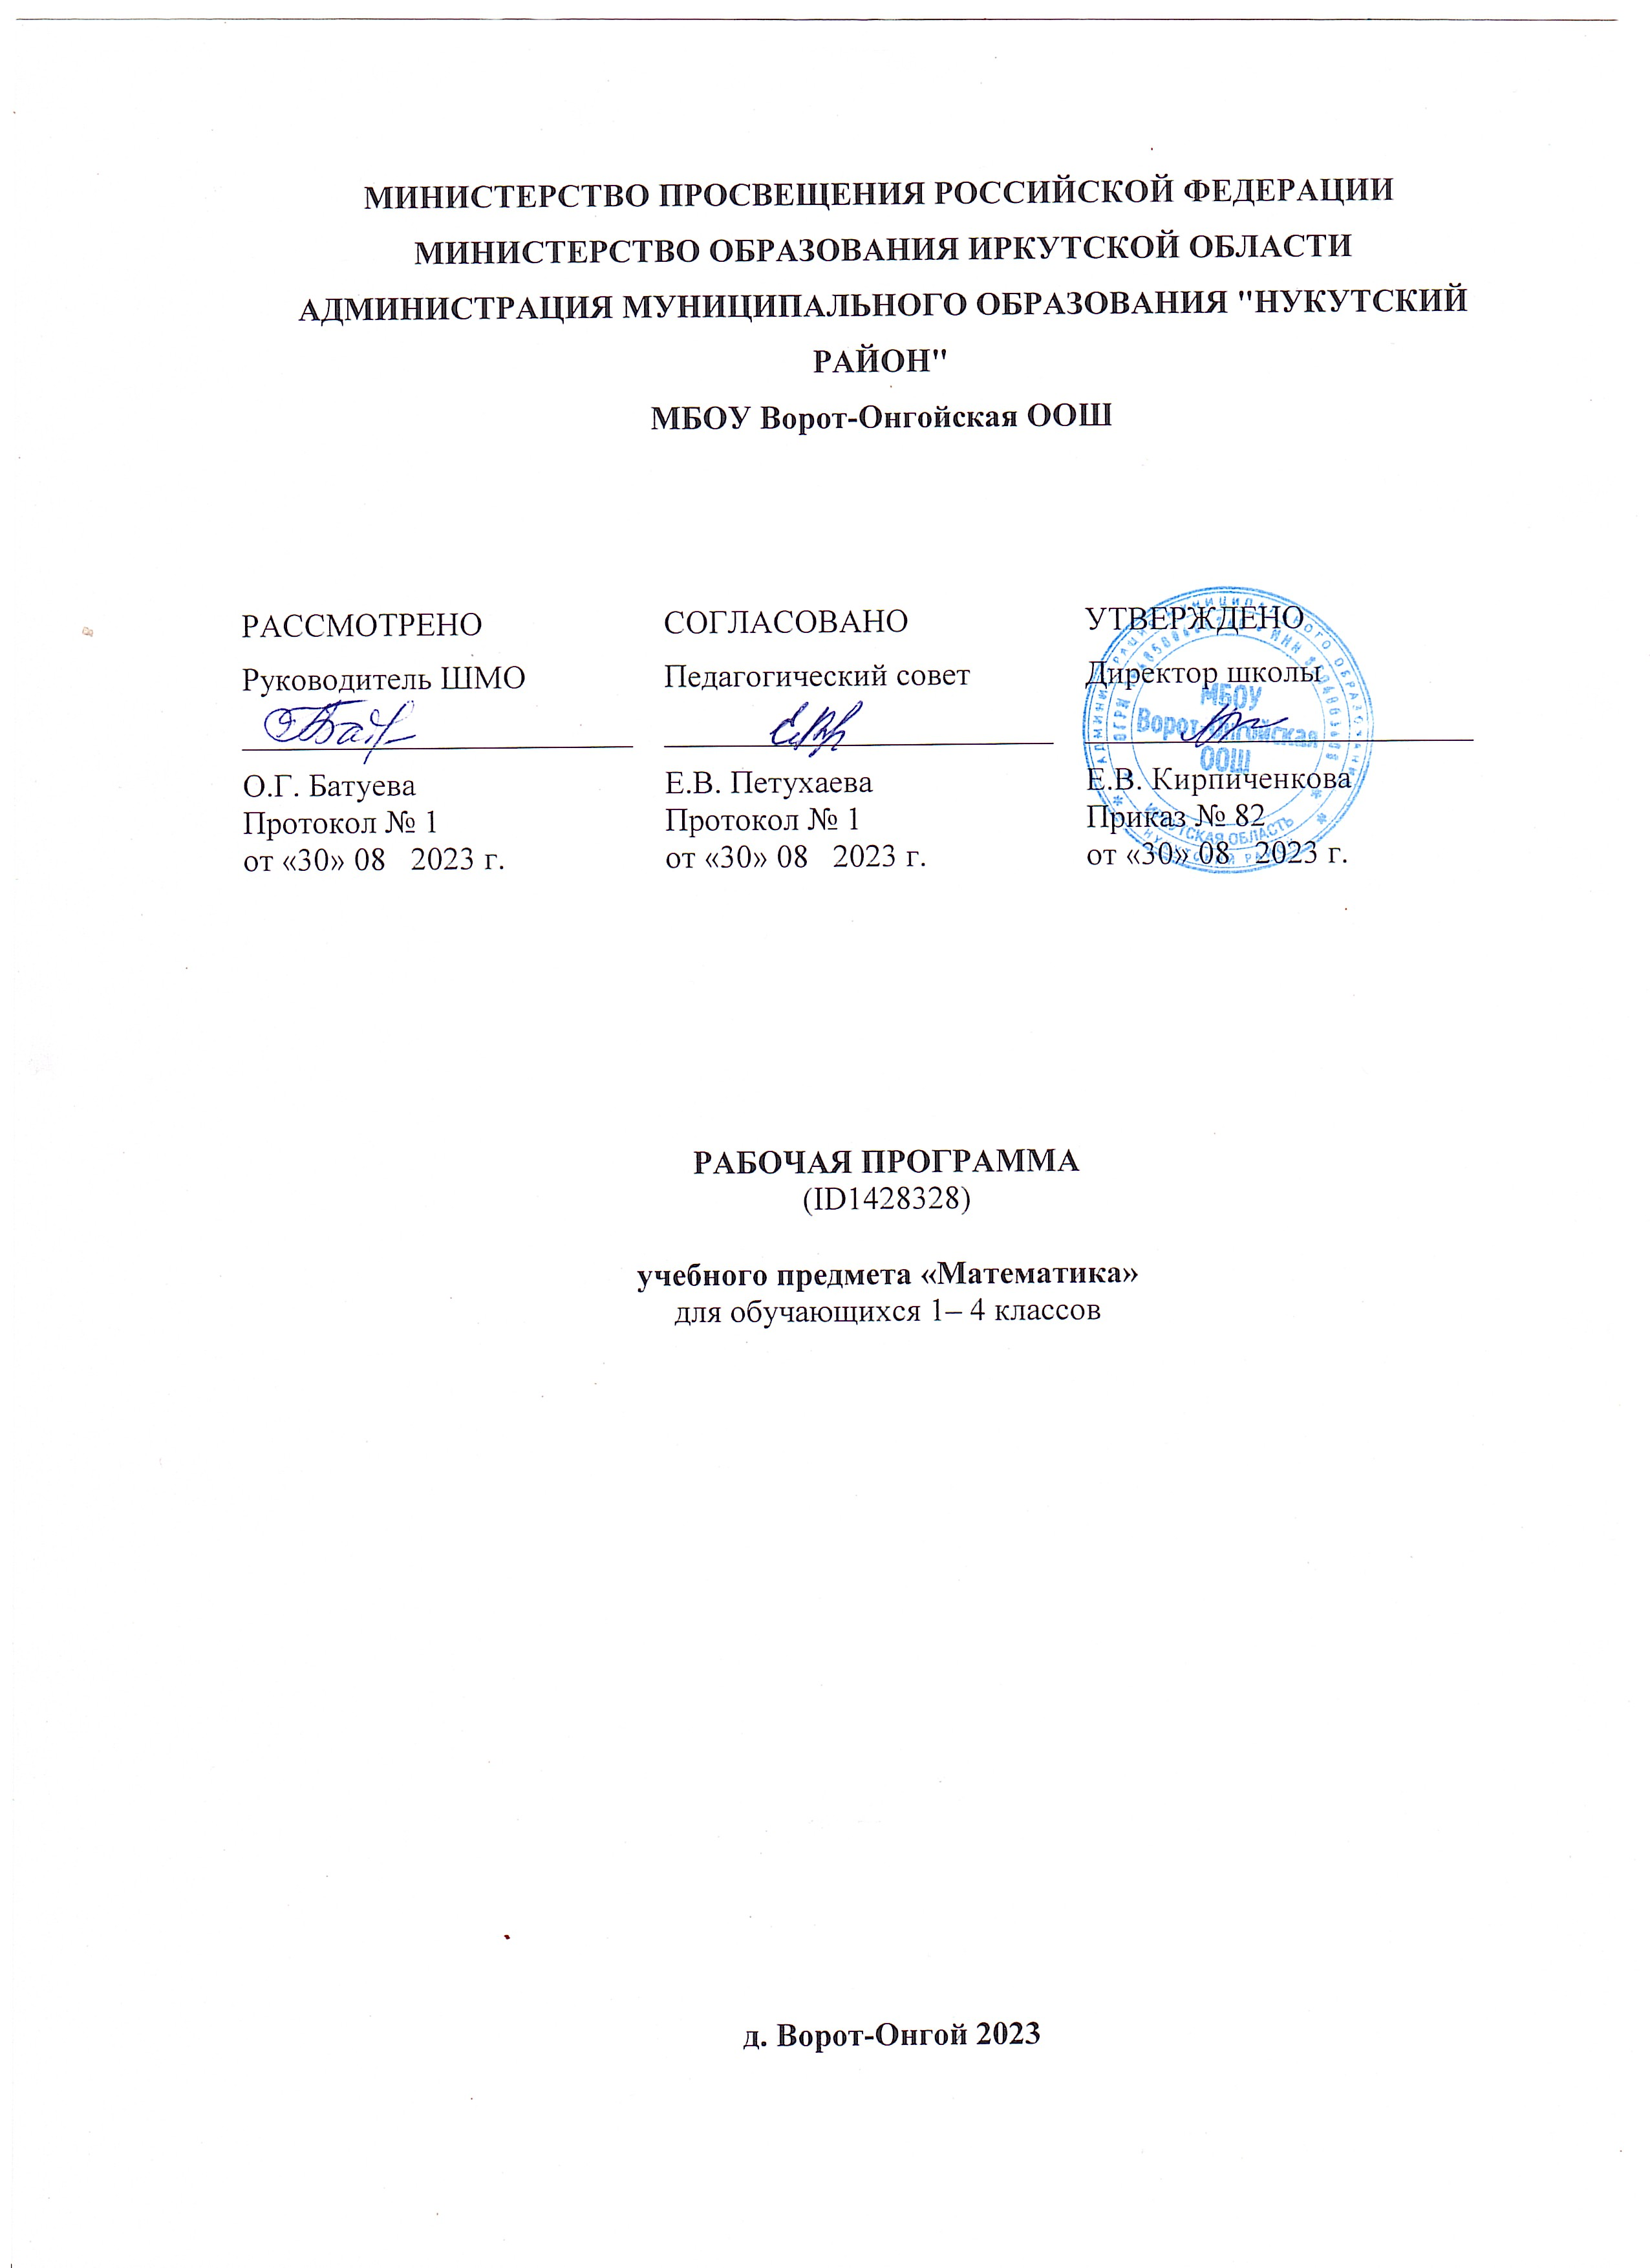 МИНИСТЕРСТВО ПРОСВЕЩЕНИЯ РОССИЙСКОЙ ФЕДЕРАЦИИ
МИНИСТЕРСТВО ОБРАЗОВАНИЯ ИРКУТСКОЙ ОБЛАСТИ
АДМИНИСТРАЦИЯ МУНИЦИПАЛЬНОГО ОБРАЗОВАНИЯ "НУКУТСКИЙ
РАЙОН"
МБОУ Ворот-Онгойская ООШ
РАССМОТРЕНО
Руководитель ШМО
О.Г. Батуева
Протокол № 1
от «30» 08 2023 г.
СОГЛАСОВАНО
Педагогический совет
Е.В. Петухаева
Протокол № 1
от «30» 08 2023 г.
УТВЕРЖДЕНО
Директор школы
Е.В. Кирпиченкова
Приказ № 82
от «30» 08 2023 г.
МБОУ
Ворот-Онгойская
ООШ
ИРКУТСКАЯ ОБЛАСТЬ
РАБОЧАЯ ПРОГРАММА
(ID1428328)
учебного предмета «Математика»
для обучающихся 1– 4 классов
д. Ворот-Онгой 2023